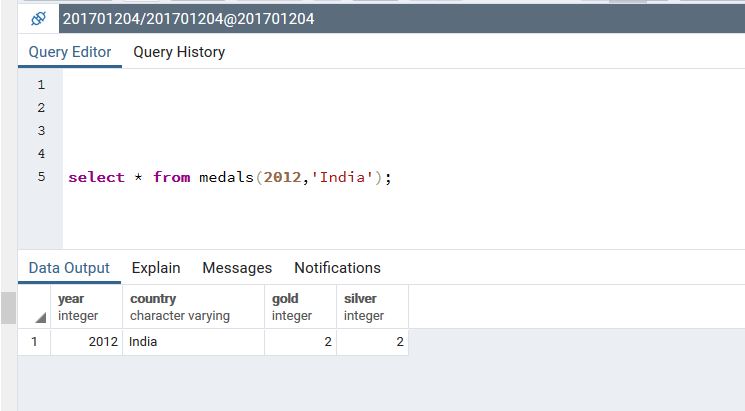 201701204/201701204@201701204
Query Editor Query History
1
2
3
4
5 select * from medals(2012,'India');
Data Output Explain Messages Notifications
year country gold silver
integer character varying integer integer
1 2012 India 2 2